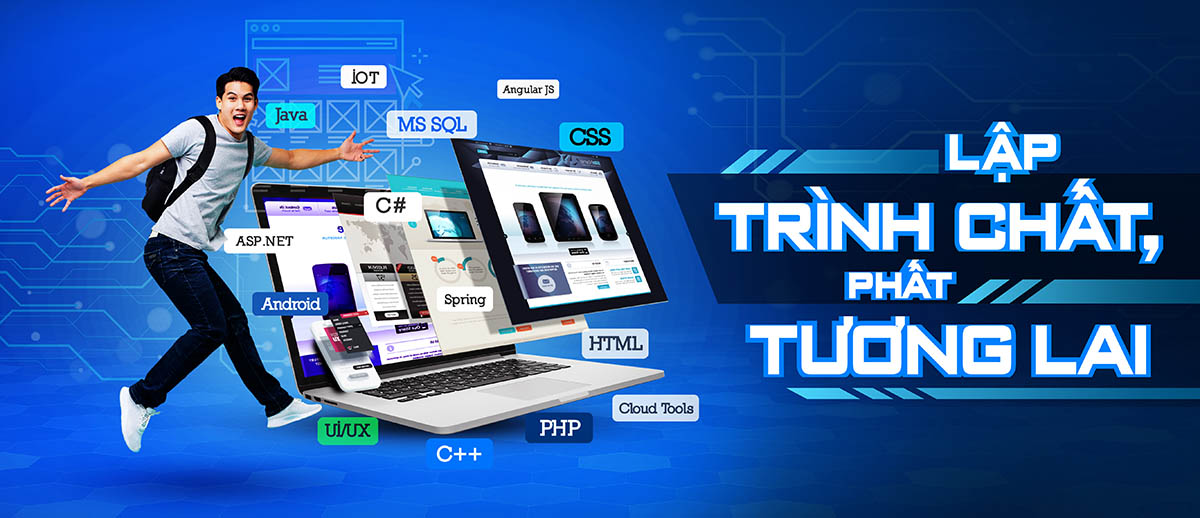 İOT
Angular JS
Java
MS SQL
CSS
C#
ASP.NET
Android
Spring
HTML
Cloud Tools
Uİ/UX
PHP
C++
LẬP
TRÌNH CHẤT,
PHẤT
TƯƠNG LAI